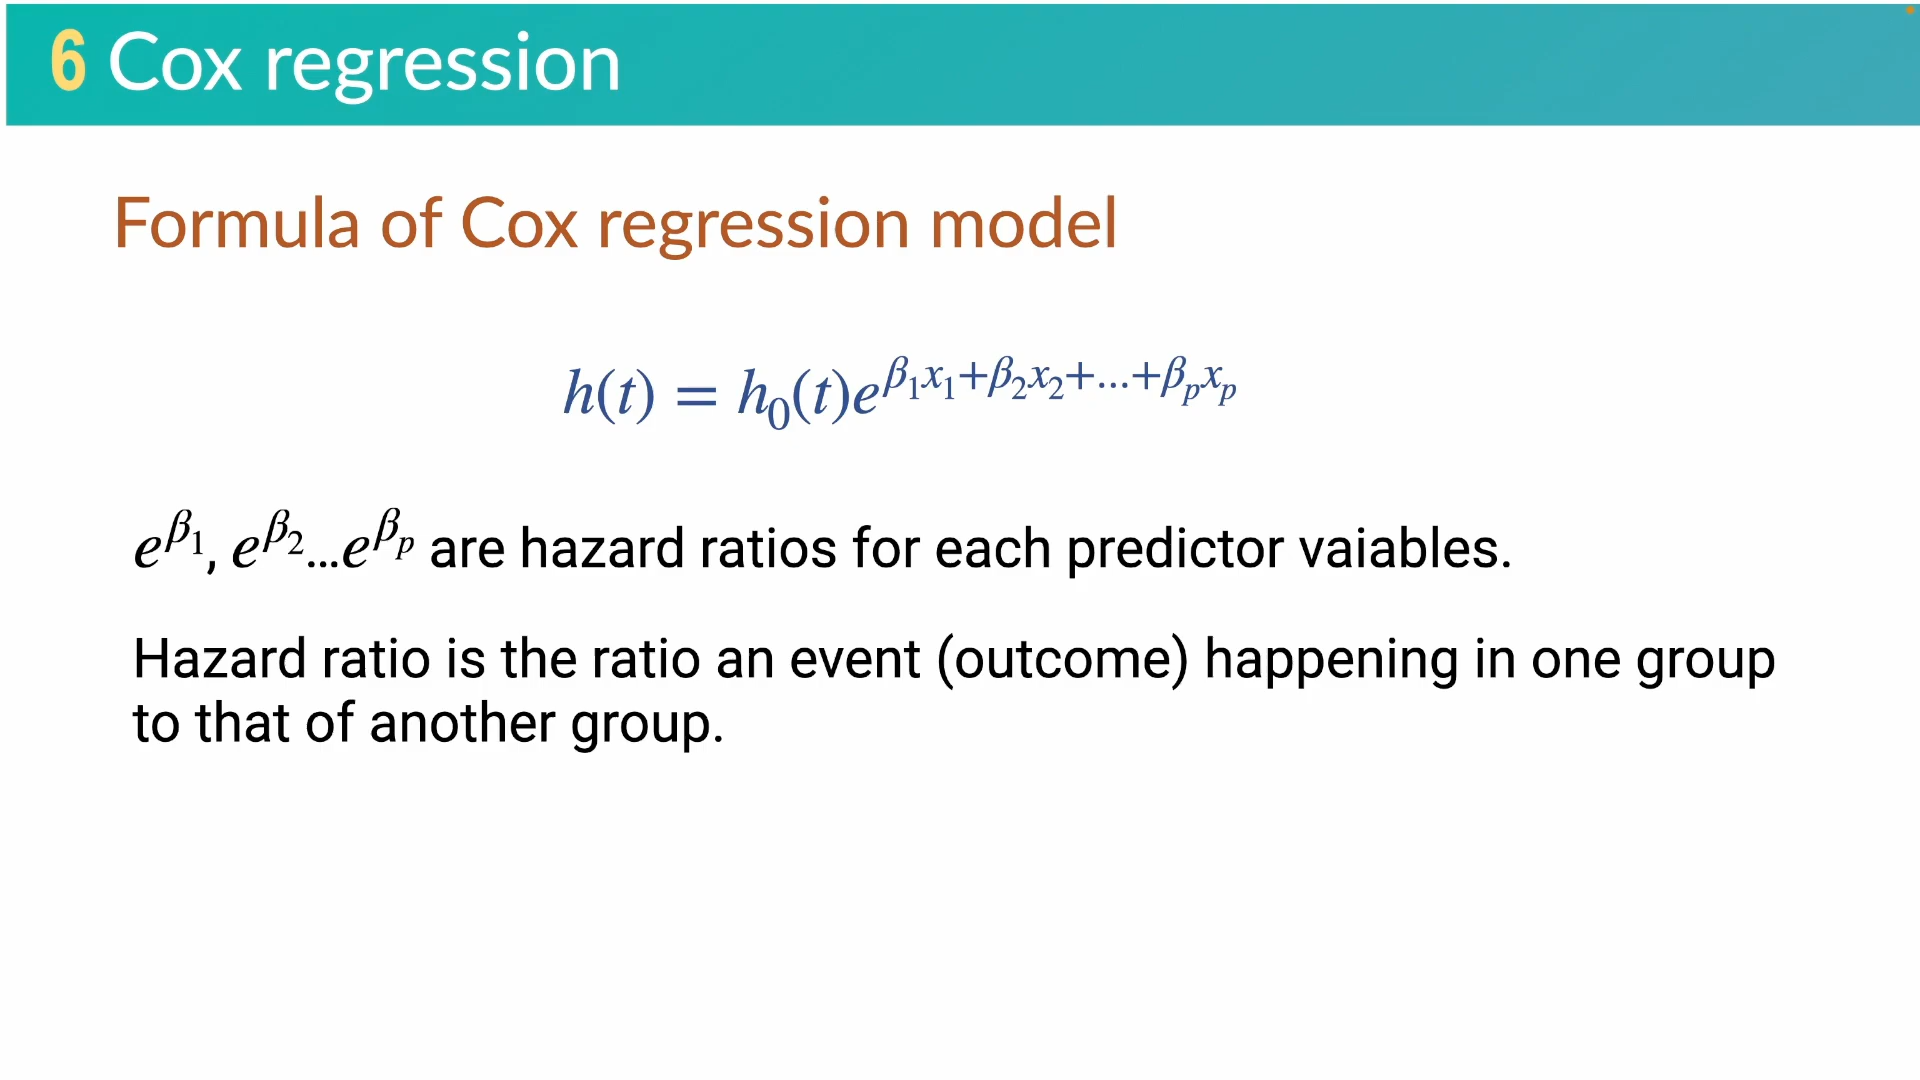 6 Cox regression
Formula of Cox regression model
h(t) = h₀(t)e^{β₁x₁+β₂x₂+...+βₚxₚ}
e^{β₁}, e^{β₂}...e^{βₚ} are hazard ratios for each predictor vaiables.
Hazard ratio is the ratio an event (outcome) happening in one group
to that of another group.